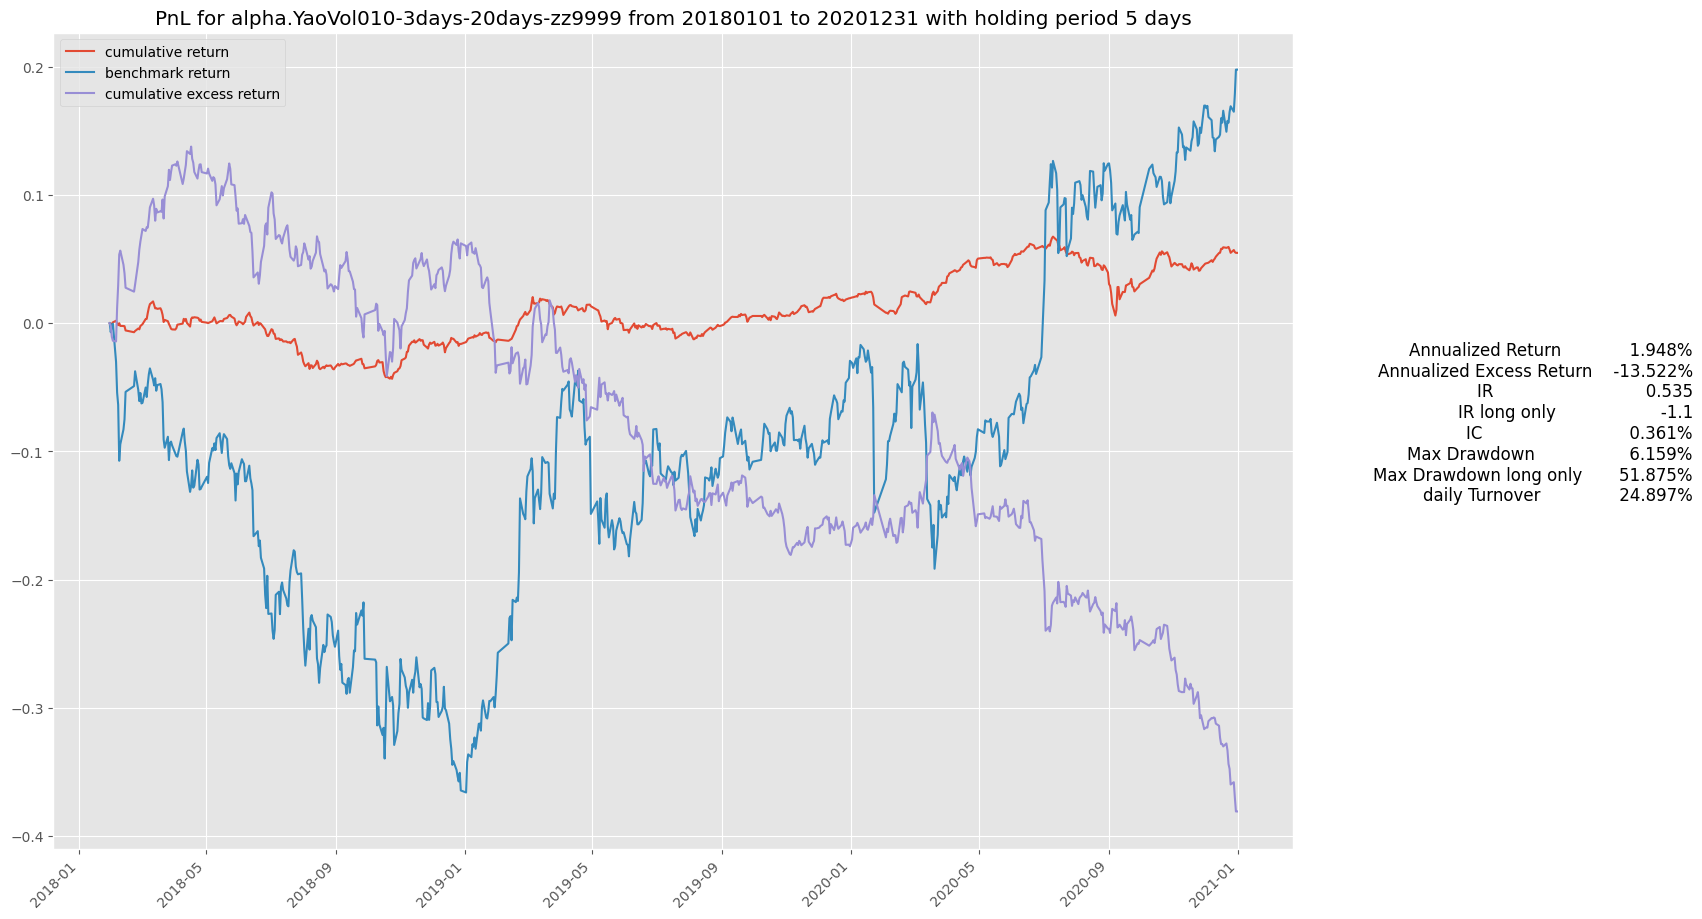 PnL for alpha.YaoVol010-3days-20days-zz9999 from 20180101 to 20201231 with holding period 5 days
cumulative return
benchmark return
cumulative excess return
0.2
0.1
0.0
−0.1
−0.2
−0.3
−0.4
2018-01
2018-05
2018-09
2019-01
2019-05
2019-09
2020-01
2020-05
2020-09
2021-01
Annualized Return 1.948%
Annualized Excess Return -13.522%
IR 0.535
IR long only -1.1
IC 0.361%
Max Drawdown 6.159%
Max Drawdown long only 51.875%
daily Turnover 24.897%